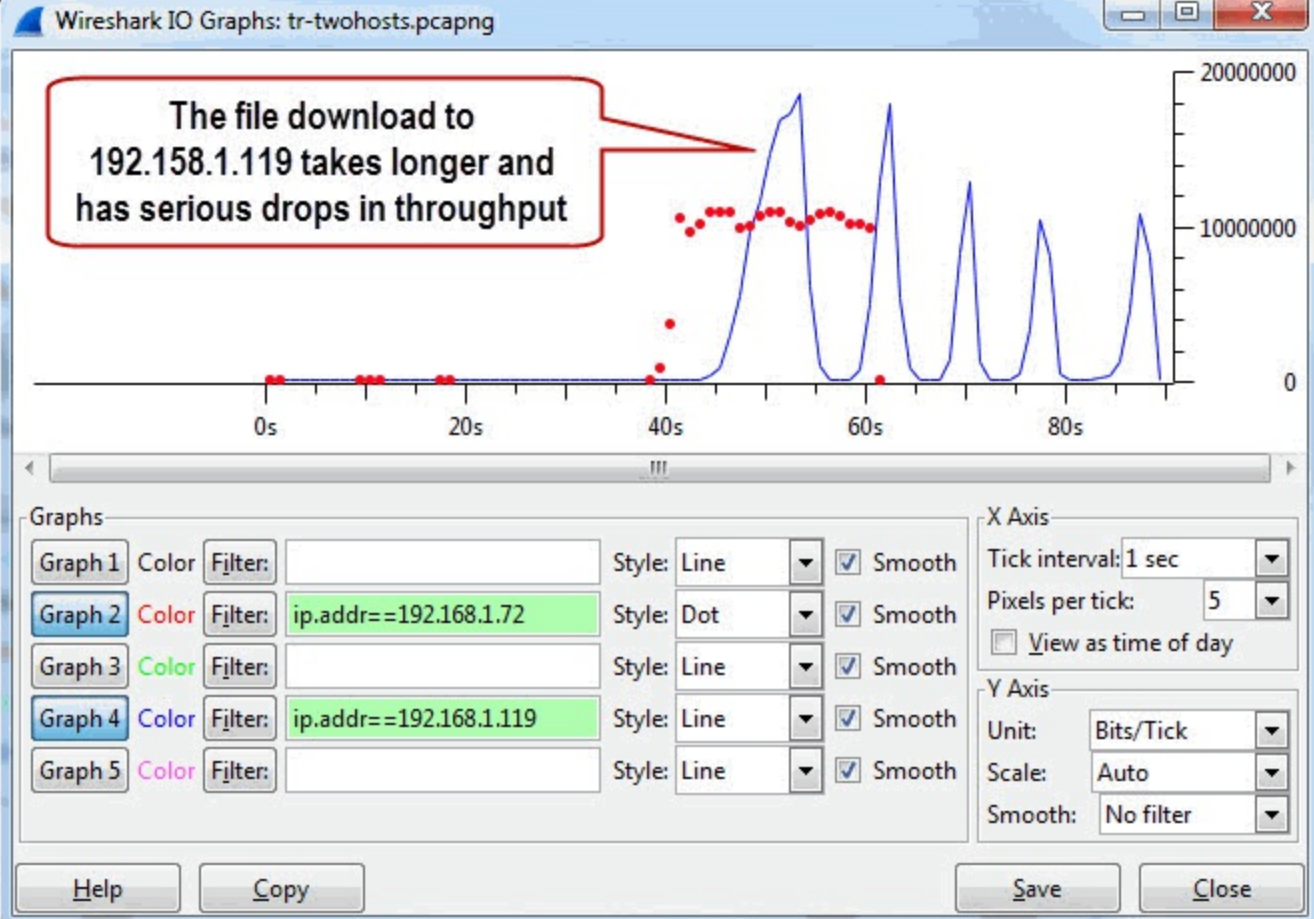 Wireshark IO Graphs: tr-twohosts.pcapng
The file download to
192.158.1.119 takes longer and
has serious drops in throughput
20000000
10000000
0
0s 20s 40s 60s 80s
Graphs
Graph 1 Color Filter: Style: Line Smooth
Graph 2 Color Filter: ip.addr==192.168.1.72 Style: Dot Smooth
Graph 3 Color Filter: Style: Line Smooth
Graph 4 Color Filter: ip.addr==192.168.1.119 Style: Line Smooth
Graph 5 Color Filter: Style: Line Smooth
X Axis
Tick interval: 1 sec
Pixels per tick: 5
View as time of day
Y Axis
Unit: Bits/Tick
Scale: Auto
Smooth: No filter
Help Copy Save Close